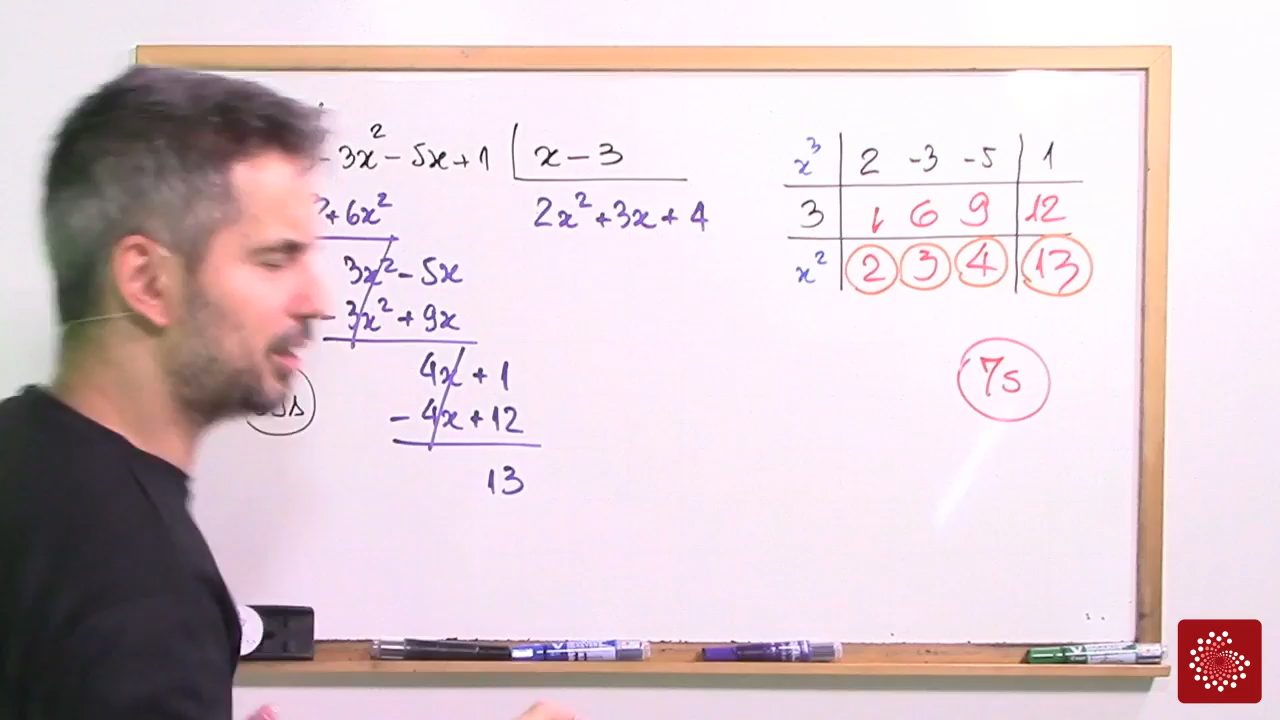 - 3x² - 5x + 1 | x - 3
+ 6x² 2x² + 3x + 4
3x² - 5x
- 3x² + 9x
4x + 1
- 4x + 12
13
x³ | 2 -3 -5 | 1
3 | ↓ 6 9 | 12
x² | 2 3 4 | 13
7s